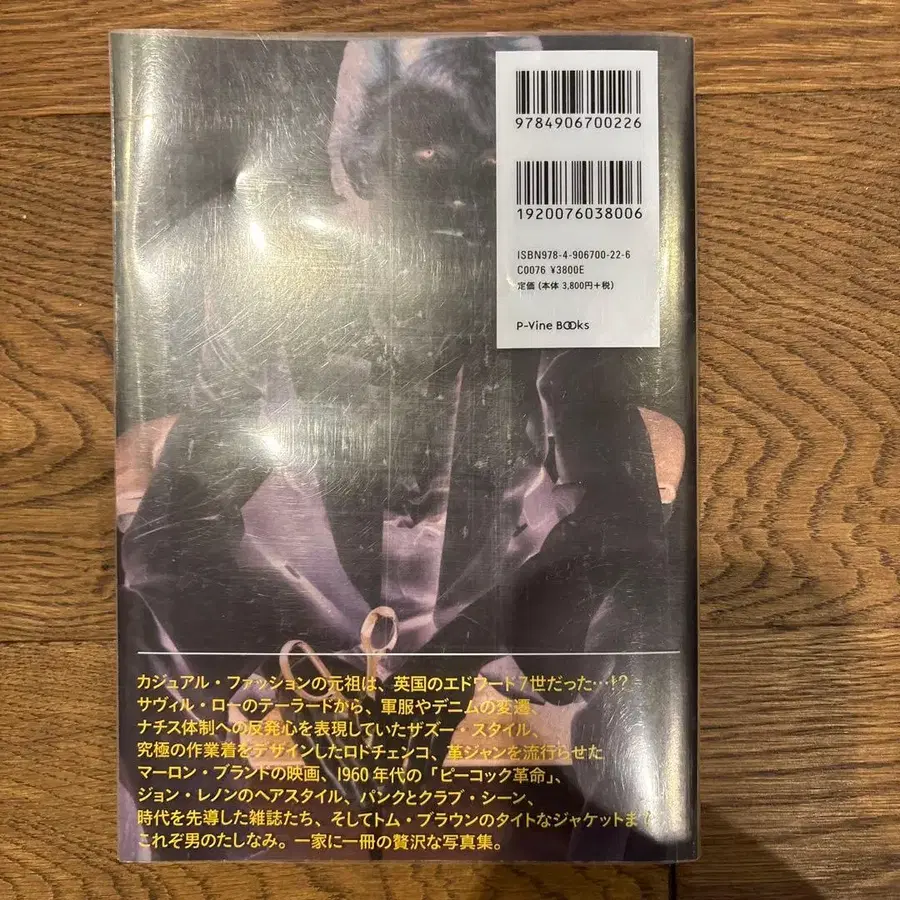 9784906700226
1920076038006
ISBN978-4-906700-22-6
C0076 ¥3800E
定価 (本体 3,800円+税)
P-Vine BOOks
カジュアル・ファッションの元祖は、英国のエドワード7世だった…!?
サヴィル・ローのテーラードから、軍服やデニムの変遷、
ナチス体制への反発心を表現していたザズー・スタイル、
究極の作業着をデザインしたロドチェンコ、革ジャンを流行らせた
マーロン・ブランドの映画、1960年代の「ピーコック革命」、
ジョン・レノンのヘアスタイル、パンクとクラブ・シーン、
時代を先導した雑誌たち、そしてトム・ブラウンのタイトなジャケットまで
これぞ男のたしなみ。一家に一冊の贅沢な写真集。